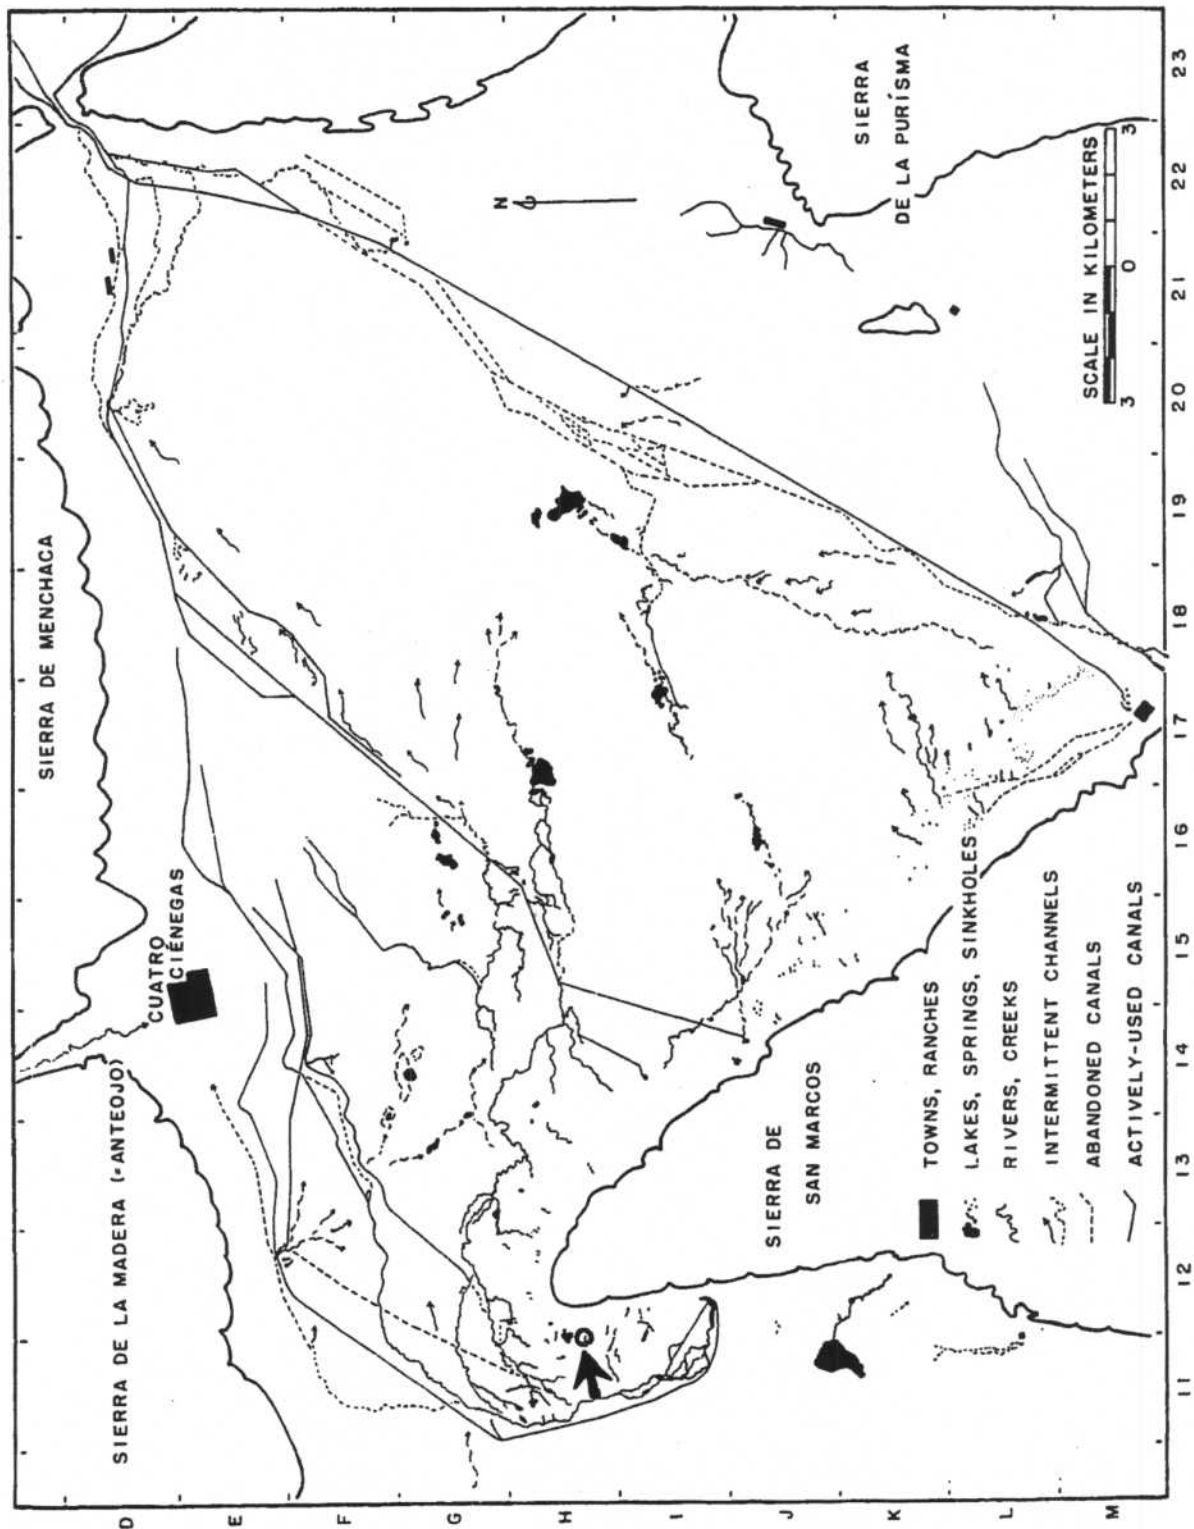 SIERRA DE MENCHACA
SIERRA DE LA MADERA (=ANTEOJO)
CUATRO
CIÉNEGAS
N
SIERRA
DE LA PURÍSMA
SIERRA DE
SAN MARCOS
TOWNS, RANCHES
LAKES, SPRINGS, SINKHOLES
RIVERS, CREEKS
INTERMITTENT CHANNELS
ABANDONED CANALS
ACTIVELY-USED CANALS
SCALE IN KILOMETERS
3 0 3
D
E
F
G
H
I
J
K
L
M
11 12 13 14 15 16 17 18 19 20 21 22 23